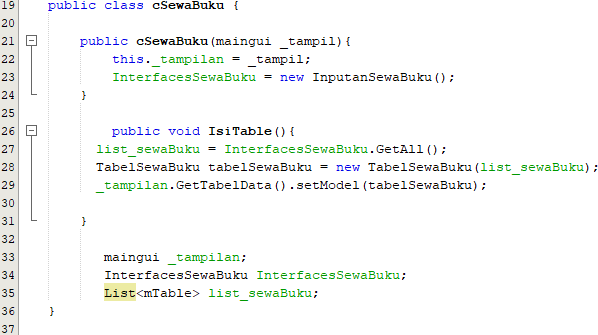 19 public class cSewaBuku {
20
21 public cSewaBuku(maingui _tampil){
22 this._tampilan = _tampil;
23 InterfacesSewaBuku = new InputanSewaBuku();
24 }
25
26 public void IsiTable(){
27 list_sewaBuku = InterfacesSewaBuku.GetAll();
28 TabelSewaBuku tabelSewaBuku = new TabelSewaBuku(list_sewaBuku);
29 _tampilan.GetTabelData().setModel(tabelSewaBuku);
30
31 }
32
33 maingui _tampilan;
34 InterfacesSewaBuku InterfacesSewaBuku;
35 List<mTable> list_sewaBuku;
36 }
37